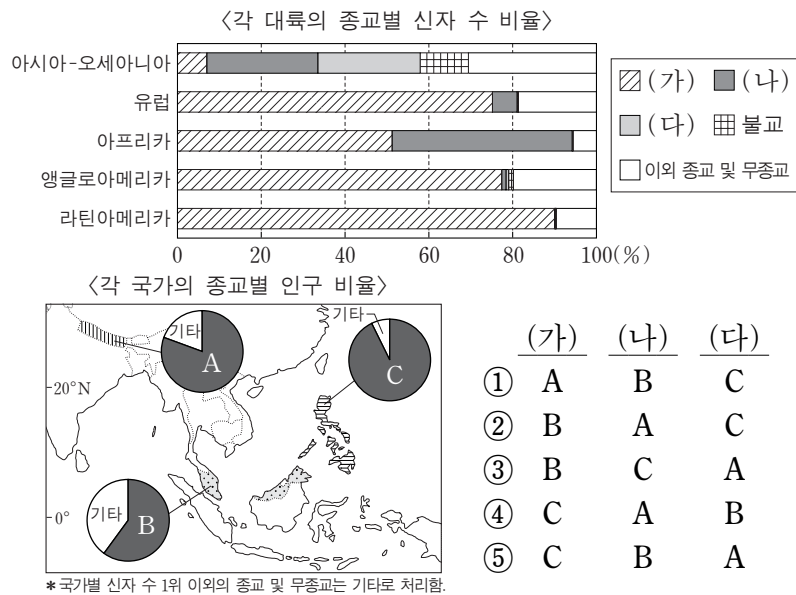 〈각 대륙의 종교별 신자 수 비율〉
아시아-오세아니아
유럽
아프리카
앵글로아메리카
라틴아메리카
0 20 40 60 80 100(%)
(가) (나)
(다) 불교
이외 종교 및 무종교
〈각 국가의 종교별 인구 비율〉
기타
A
기타
C
20°N
기타
B
0°
*국가별 신자 수 1위 이외의 종교 및 무종교는 기타로 처리함.
(가) (나) (다)
① A B C
② B A C
③ B C A
④ C A B
⑤ C B A